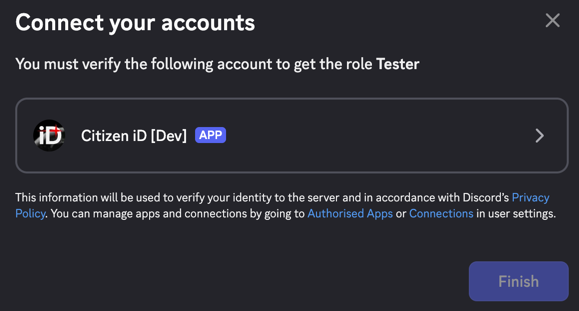 Connect your accounts
You must verify the following account to get the role Tester
iD
Citizen iD [Dev] APP
This information will be used to verify your identity to the server and in accordance with Discord's Privacy
Policy. You can manage apps and connections by going to Authorised Apps or Connections in user settings.
Finish